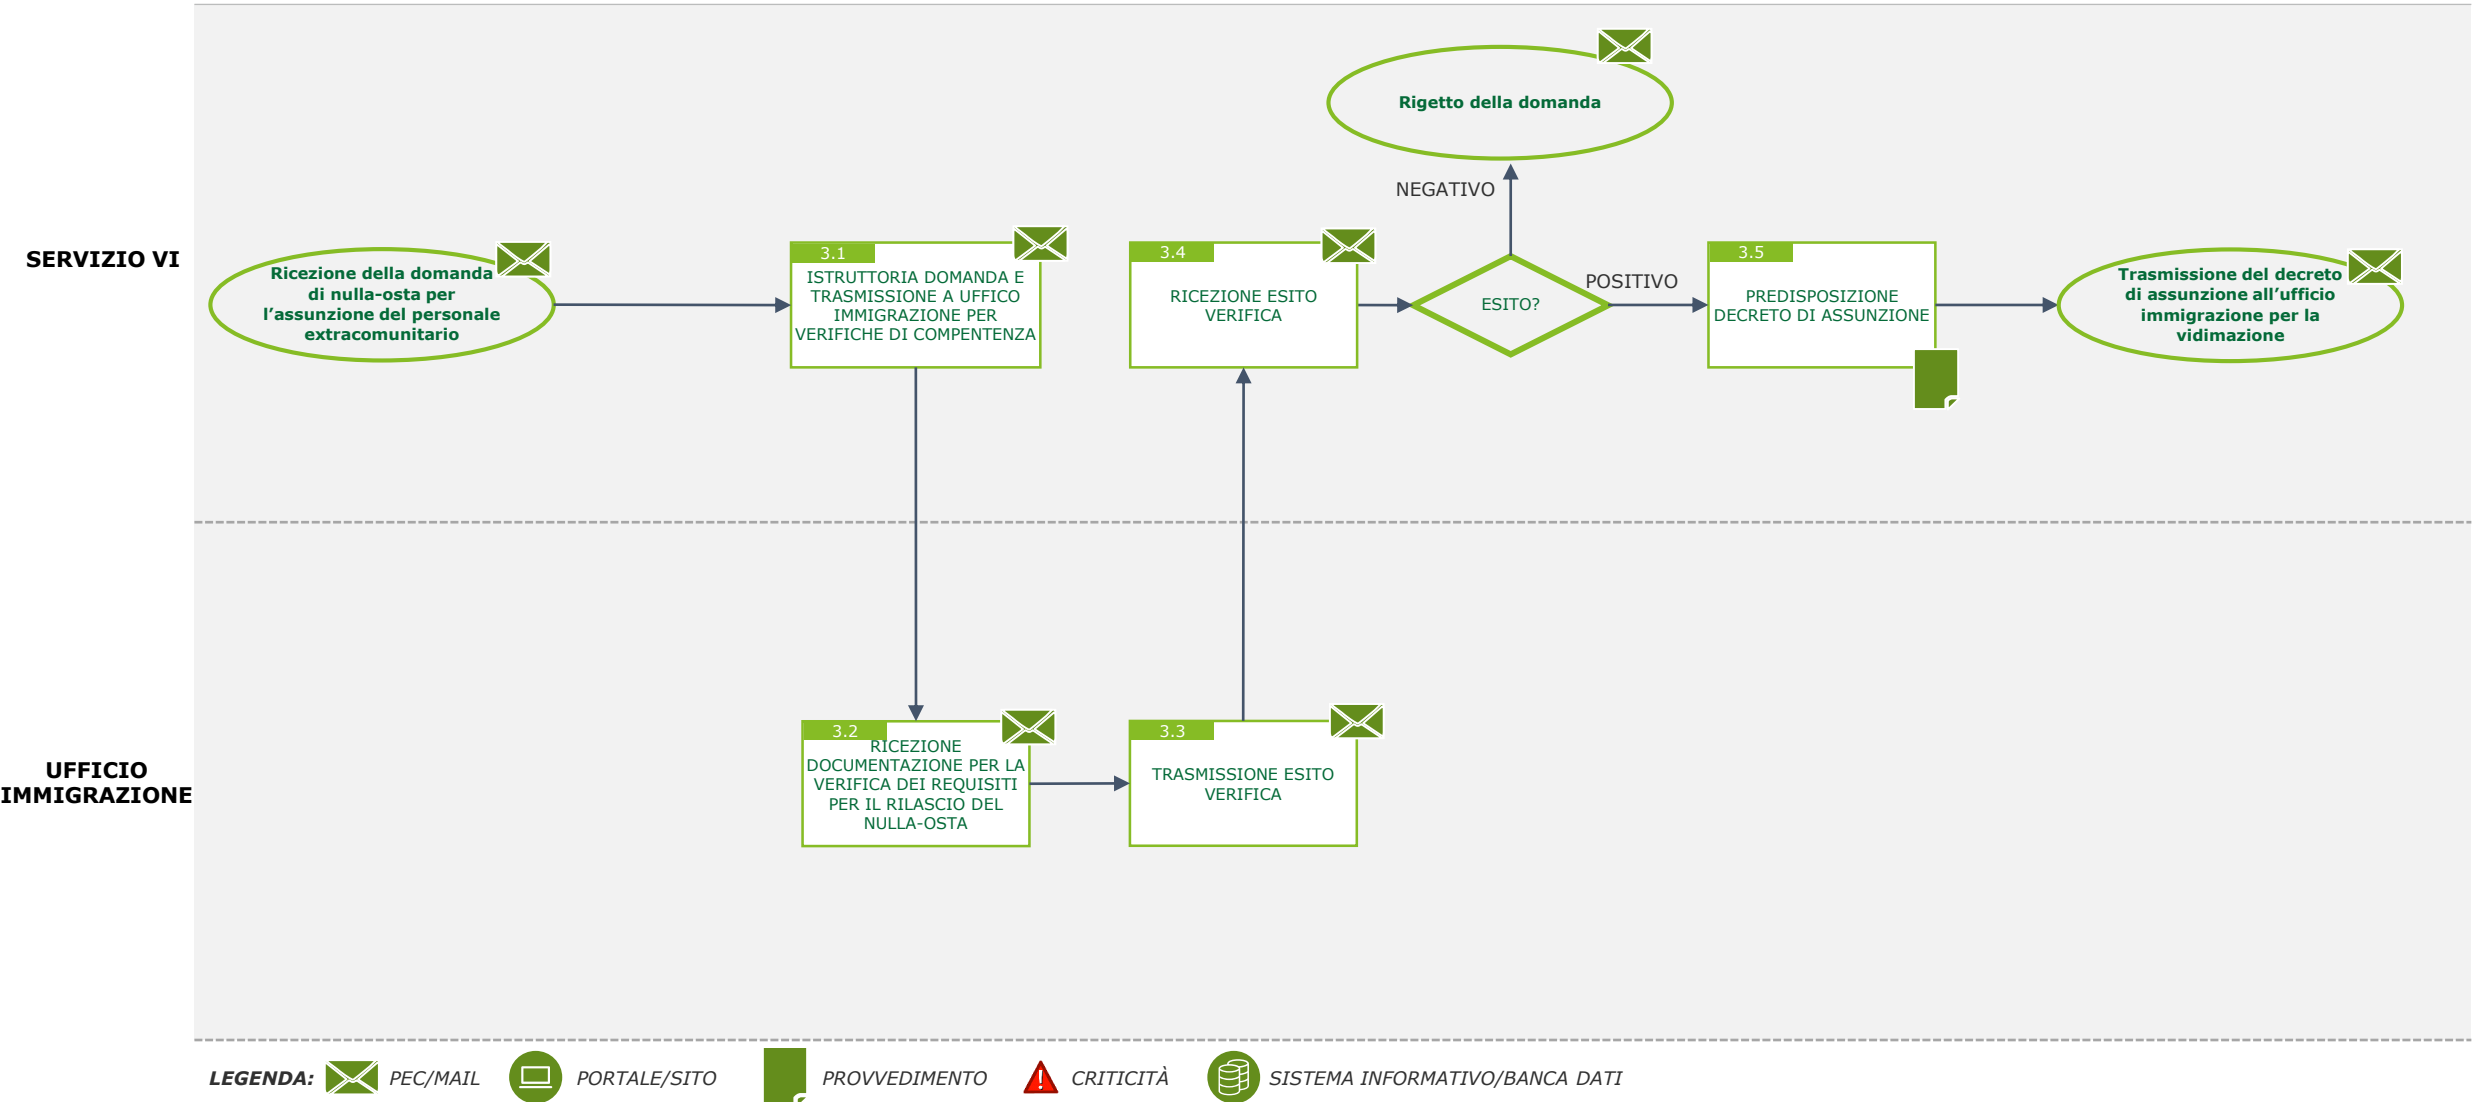 SERVIZIO VI
Ricezione della domanda
di nulla-osta per
l’assunzione del personale
extracomunitario
3.1
ISTRUTTORIA DOMANDA E
TRASMISSIONE A UFFICO
IMMIGRAZIONE PER
VERIFICHE DI COMPENTENZA
3.4
RICEZIONE ESITO
VERIFICA
ESITO?
NEGATIVO
Rigetto della domanda
POSITIVO
3.5
PREDISPOSIZIONE
DECRETO DI ASSUNZIONE
Trasmissione del decreto
di assunzione all’ufficio
immigrazione per la
vidimazione
UFFICIO
IMMIGRAZIONE
3.2
RICEZIONE
DOCUMENTAZIONE PER LA
VERIFICA DEI REQUISITI
PER IL RILASCIO DEL
NULLA-OSTA
3.3
TRASMISSIONE ESITO
VERIFICA
LEGENDA: PEC/MAIL PORTALE/SITO PROVVEDIMENTO CRITICITÀ SISTEMA INFORMATIVO/BANCA DATI